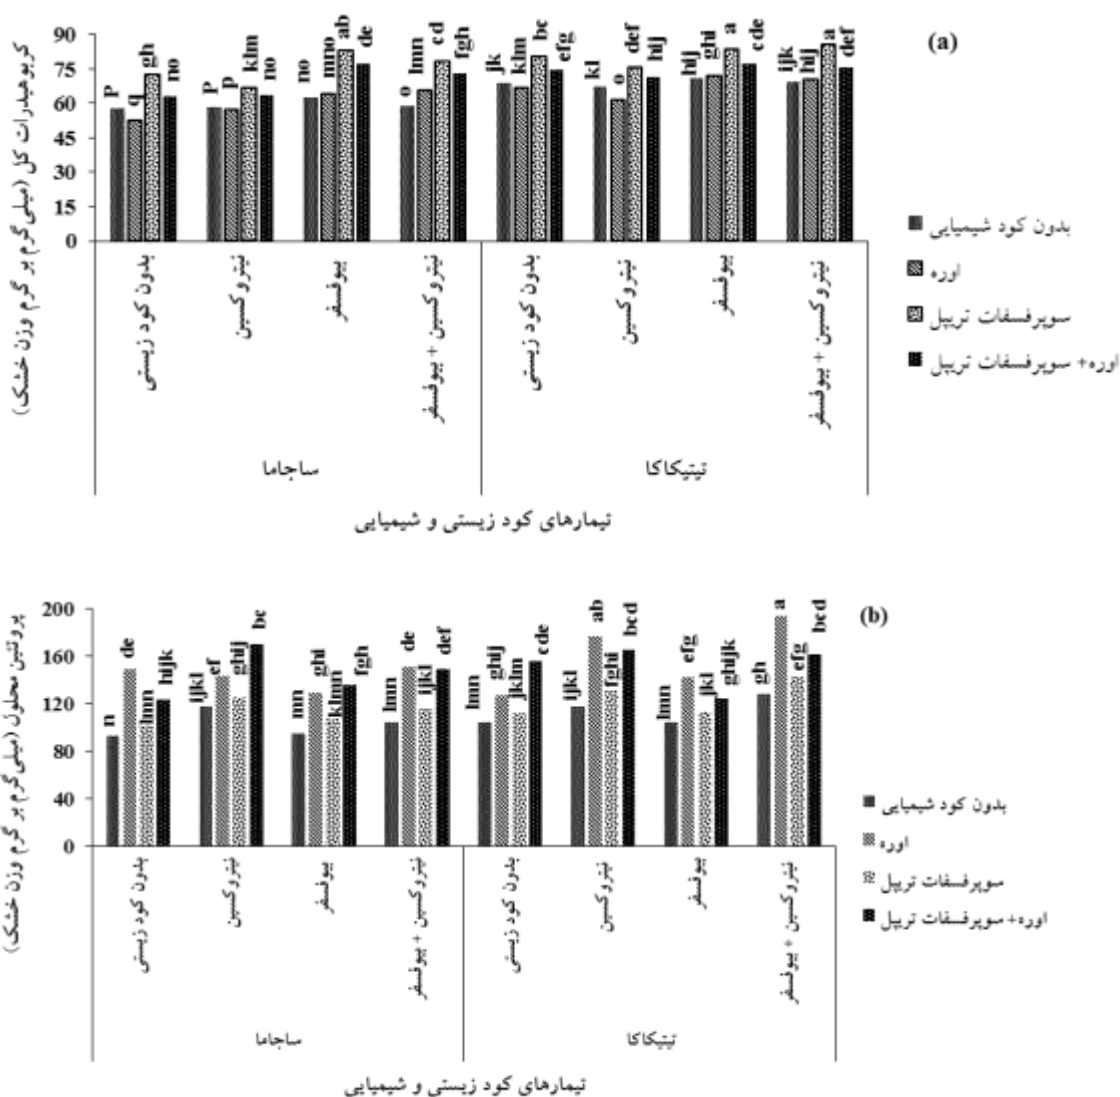 (a)
کربوهیدرات کل (میلی‌گرم بر گرم وزن خشک)
90
75
60
45
30
15
0
P q gh no
P p klm no
no mno ab de
o lmn cd fgh
jk klm bc efg
kl o def hij
hij ghi a cde
ijk hij a def
بدون کود زیستی
نیتروکسین
بیوفسفر
نیتروکسین + بیوفسفر
بدون کود زیستی
نیتروکسین
بیوفسفر
نیتروکسین + بیوفسفر
ساجاما
تیتیکاکا
تیمارهای کود زیستی و شیمیایی
بدون کود شیمیایی
اوره
سوپرفسفات تریپل
اوره+ سوپرفسفات تریپل
(b)
پروتئین محلول (میلی‌گرم بر گرم وزن خشک)
200
160
120
80
40
0
n de lmn hijk
ijkl ef ghij bc
mn ghi klmn fgh
lmn de ijkl def
lmn ghij jklm cde
ijkl ab fghi bcd
lmn efg jkl ghijk
gh a efg bcd
بدون کود زیستی
نیتروکسین
بیوفسفر
نیتروکسین + بیوفسفر
بدون کود زیستی
نیتروکسین
بیوفسفر
نیتروکسین + بیوفسفر
ساجاما
تیتیکاکا
تیمارهای کود زیستی و شیمیایی
بدون کود شیمیایی
اوره
سوپرفسفات تریپل
اوره+سوپرفسفات تریپل